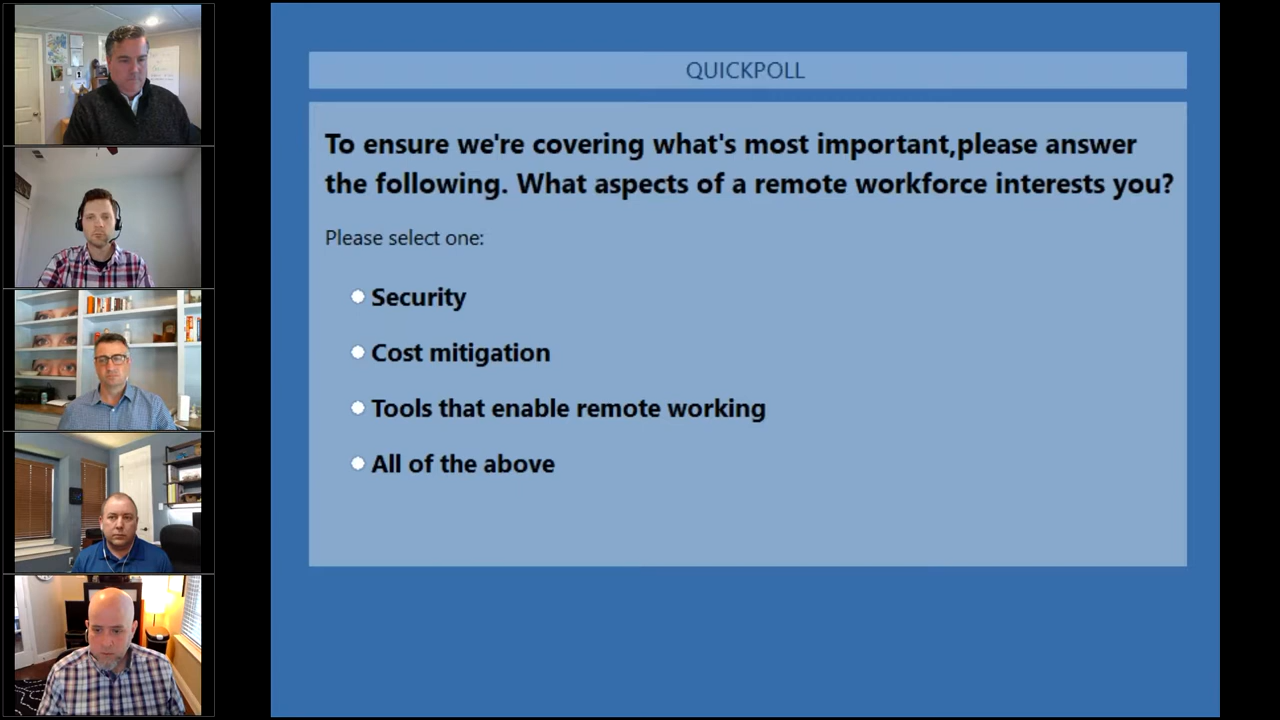 QUICKPOLL
To ensure we're covering what's most important,please answer
the following. What aspects of a remote workforce interests you?
Please select one:
Security
Cost mitigation
Tools that enable remote working
All of the above